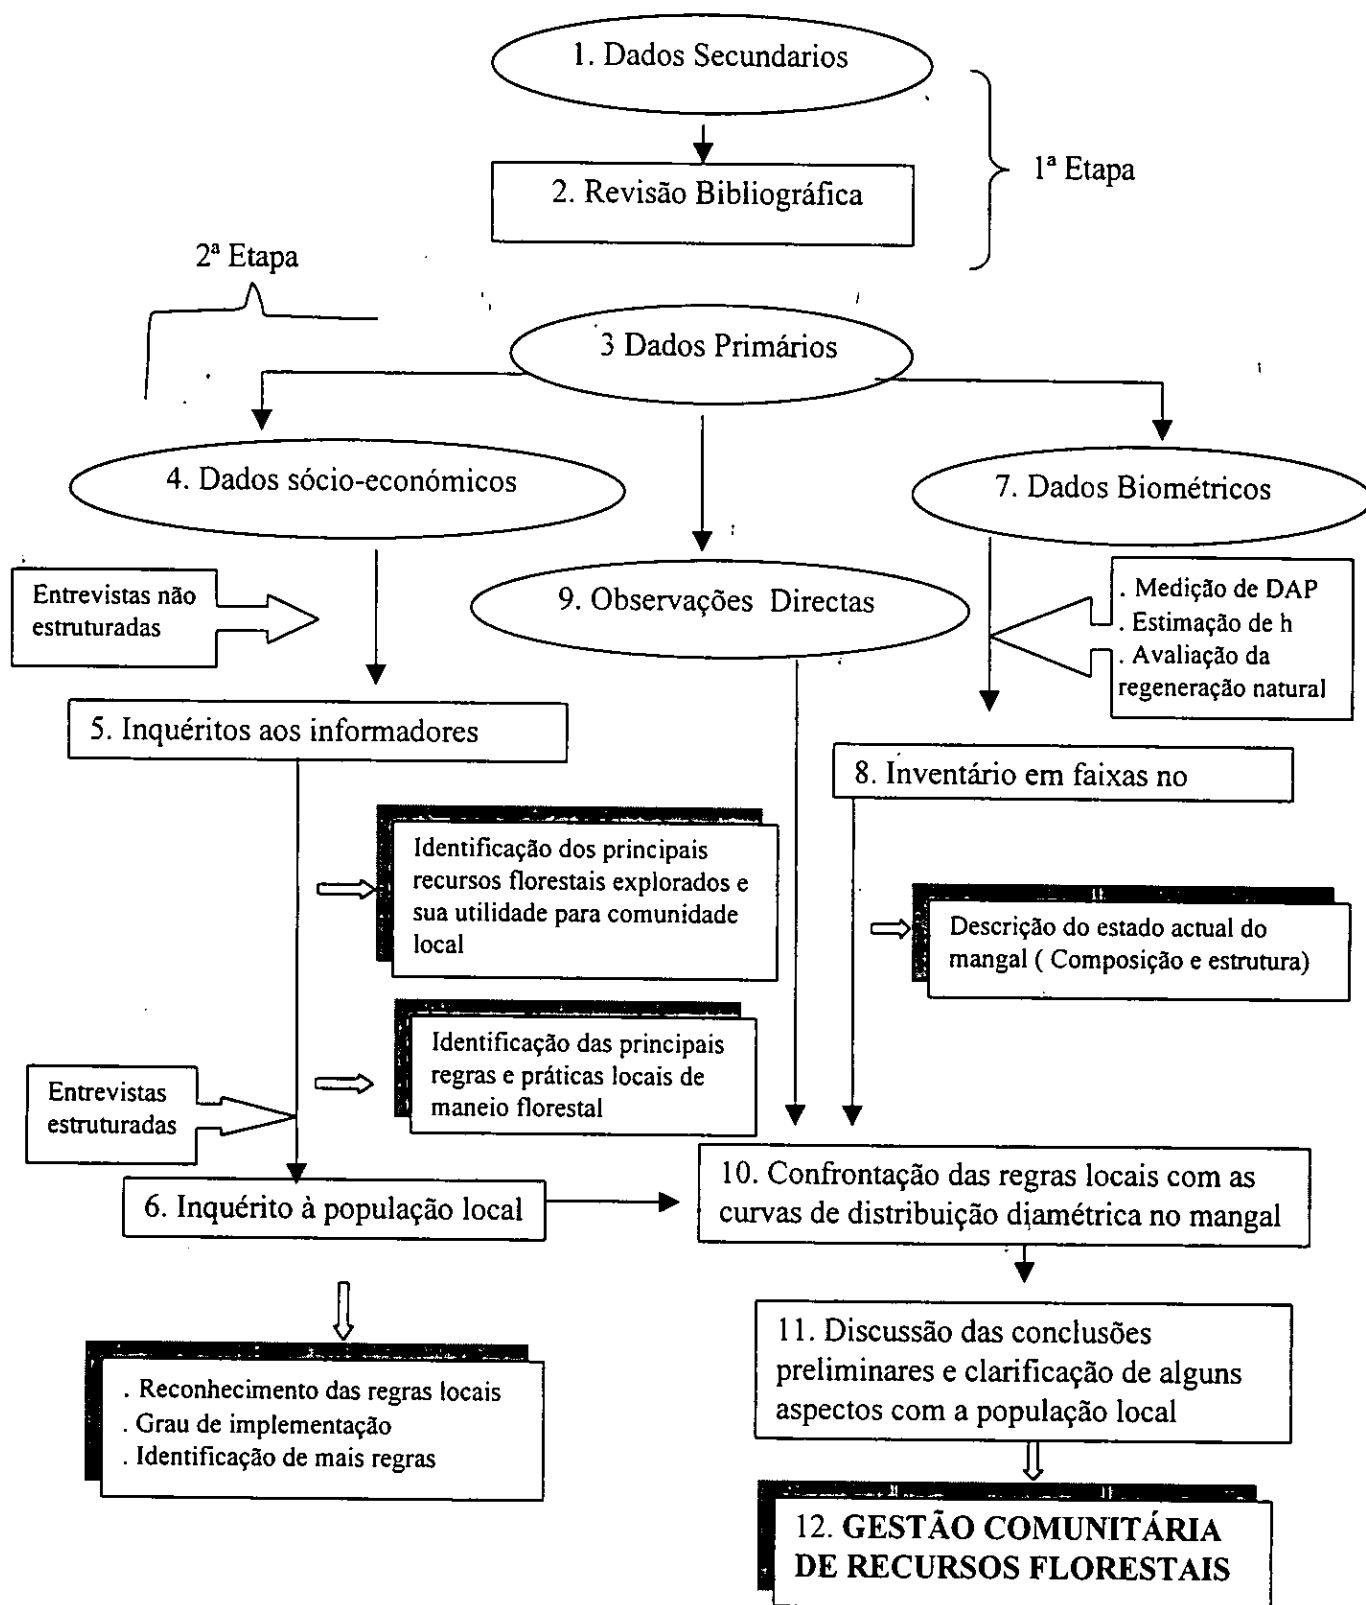 1. Dados Secundarios
1ª Etapa
2. Revisão Bibliográfica
2ª Etapa
3 Dados Primários
4. Dados sócio-económicos
7. Dados Biométricos
Entrevistas não
estruturadas
9. Observações Directas
. Medição de DAP
. Estimação de h
. Avaliação da
regeneração natural
5. Inquéritos aos informadores
8. Inventário em faixas no
Identificação dos principais
recursos florestais explorados e
sua utilidade para comunidade
local
Descrição do estado actual do
mangal ( Composição e estrutura)
Identificação das principais
regras e práticas locais de
maneio florestal
Entrevistas
estruturadas
6. Inquérito à população local
10. Confrontação das regras locais com as
curvas de distribuição diamétrica no mangal
. Reconhecimento das regras locais
. Grau de implementação
. Identificação de mais regras
11. Discussão das conclusões
preliminares e clarificação de alguns
aspectos com a população local
12. GESTÃO COMUNITÁRIA
DE RECURSOS FLORESTAIS